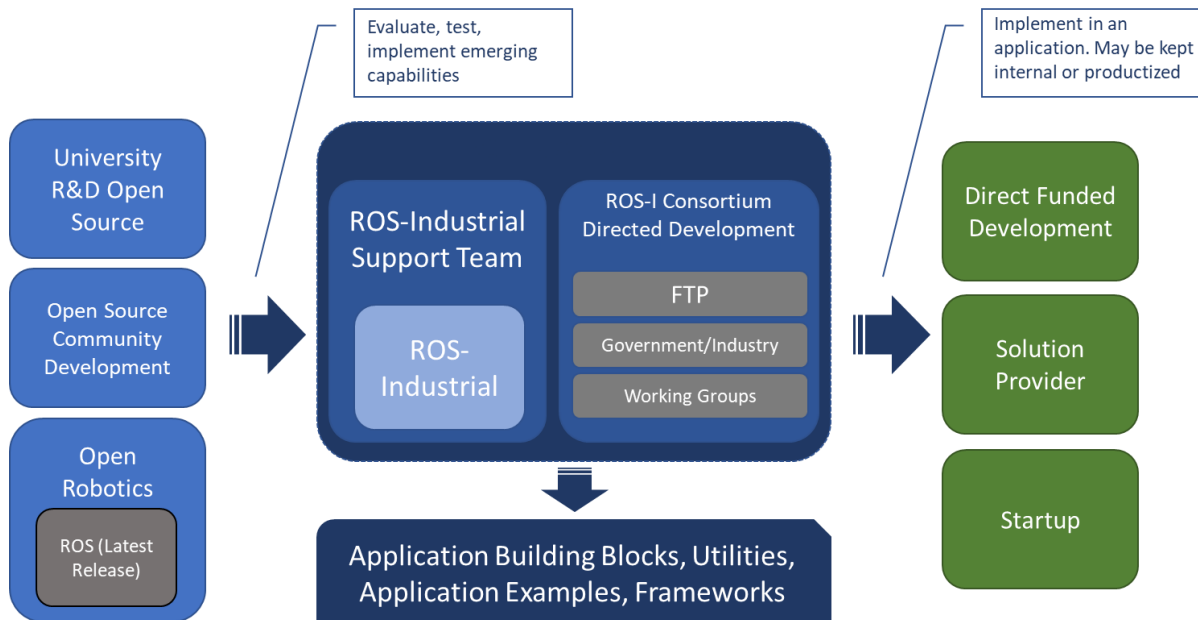 Evaluate, test,
implement emerging
capabilities
Implement in an
application. May be kept
internal or productized
University
R&D Open
Source
Open Source
Community
Development
Open
Robotics
ROS (Latest
Release)
ROS-Industrial
Support Team
ROS-
Industrial
ROS-I Consortium
Directed Development
FTP
Government/Industry
Working Groups
Application Building Blocks, Utilities,
Application Examples, Frameworks
Direct Funded
Development
Solution
Provider
Startup